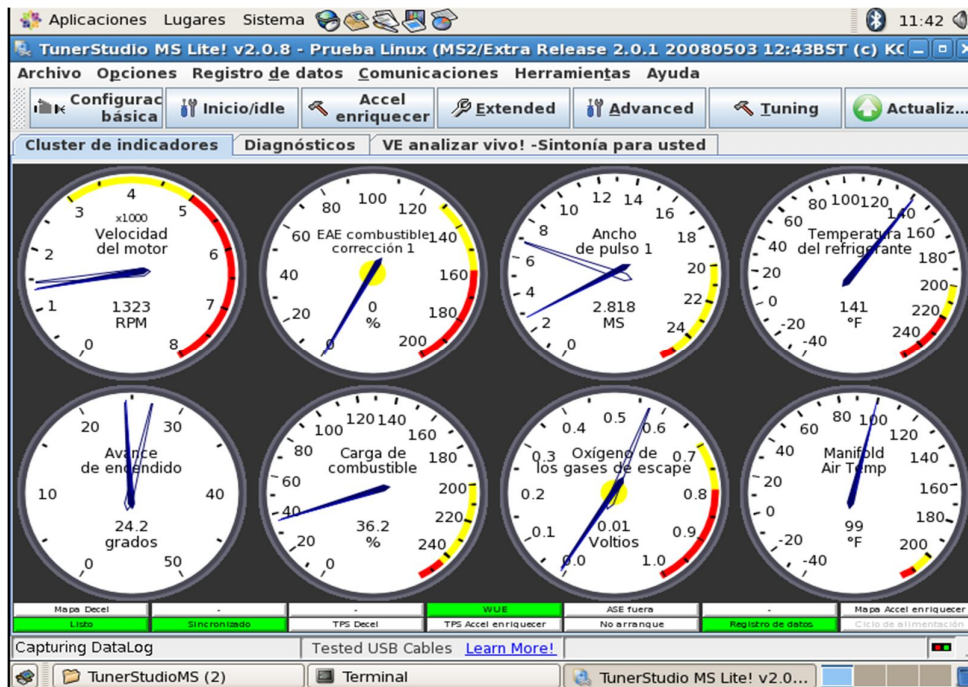 Aplicaciones Lugares Sistema 11:42
TunerStudio MS Lite! v2.0.8 - Prueba Linux (MS2/Extra Release 2.0.1 20080503 12:43BST (c) KC
Archivo Opciones Registro de datos Comunicaciones Herramientas Ayuda
Configurac básica Inicio/idle Accel enriquecer Extended Advanced Tuning Actualiz...
Cluster de indicadores Diagnósticos VE analizar vivo! -Sintonía para usted
0 1 2 3 4 5 6 7 8
x1000
Velocidad
del motor
1323
RPM
0 20 40 60 80 100 120 140 160 180 200
EAE combustible
corrección 1
0
%
0 2 4 6 8 10 12 14 16 18 20 22 24
Ancho
de pulso 1
2.818
MS
-40 -20 0 20 40 60 80 100 120 140 160 180 200 220 240
Temperatura
del refrigerante
141
°F
0 10 20 30 40 50
Avance
de encendido
24.2
grados
0 20 40 60 80 100 120 140 160 180 200 220 240
Carga de
combustible
36.2
%
0.0 0.1 0.2 0.3 0.4 0.5 0.6 0.7 0.8 0.9 1.0
Oxígeno de
los gases de escape
0.01
Voltios
-40 -20 0 20 40 60 80 100 120 140 160 180 200
Manifold
Air Temp
99
°F
Mapa Decel - - WUE ASE fuera - Mapa Accel enriquecer
Listo Sincronizado TPS Decel TPS Accel enriquecer No arranque Registro de datos Ciclo de alimentación
Capturing DataLog Tested USB Cables Learn More!
TunerStudioMS (2) Terminal TunerStudio MS Lite! v2.0...